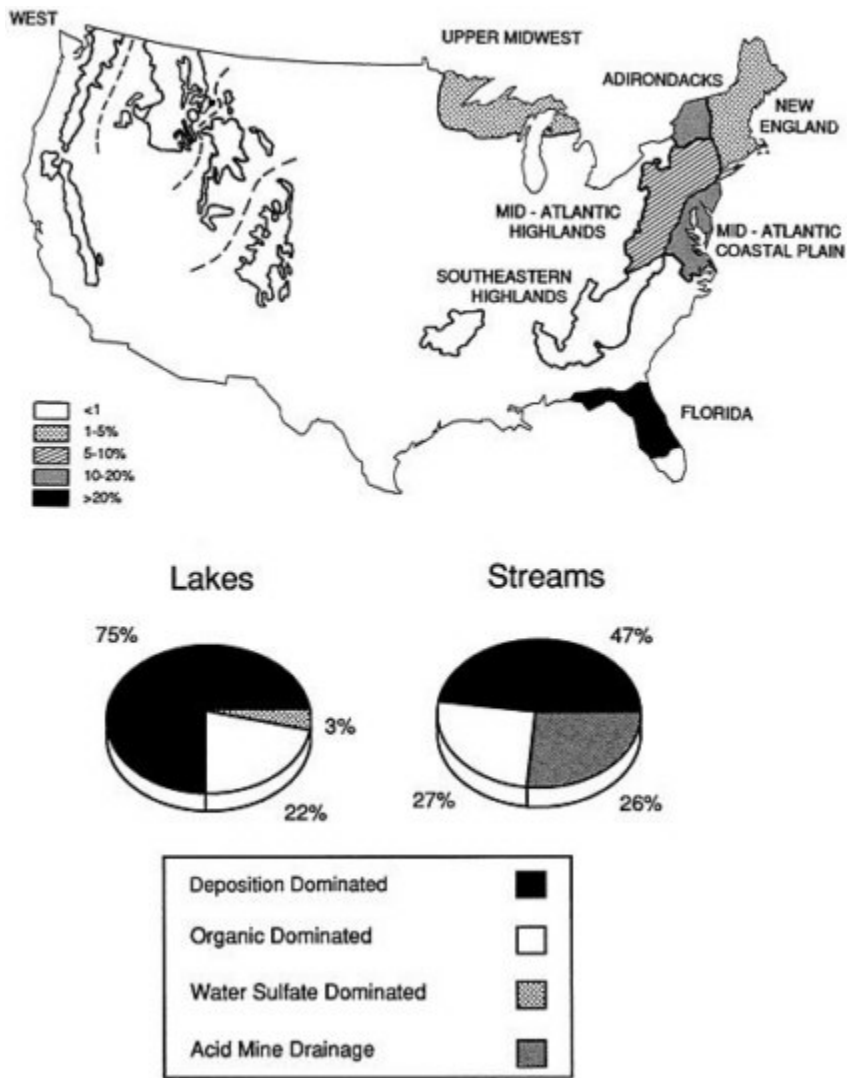 WEST
UPPER MIDWEST
ADIRONDACKS
NEW
ENGLAND
MID - ATLANTIC
HIGHLANDS
MID - ATLANTIC
COASTAL PLAIN
SOUTHEASTERN
HIGHLANDS
FLORIDA
<1
1-5%
5-10%
10-20%
>20%
Lakes
Streams
75%
47%
3%
22%
27%
26%
Deposition Dominated
Organic Dominated
Water Sulfate Dominated
Acid Mine Drainage